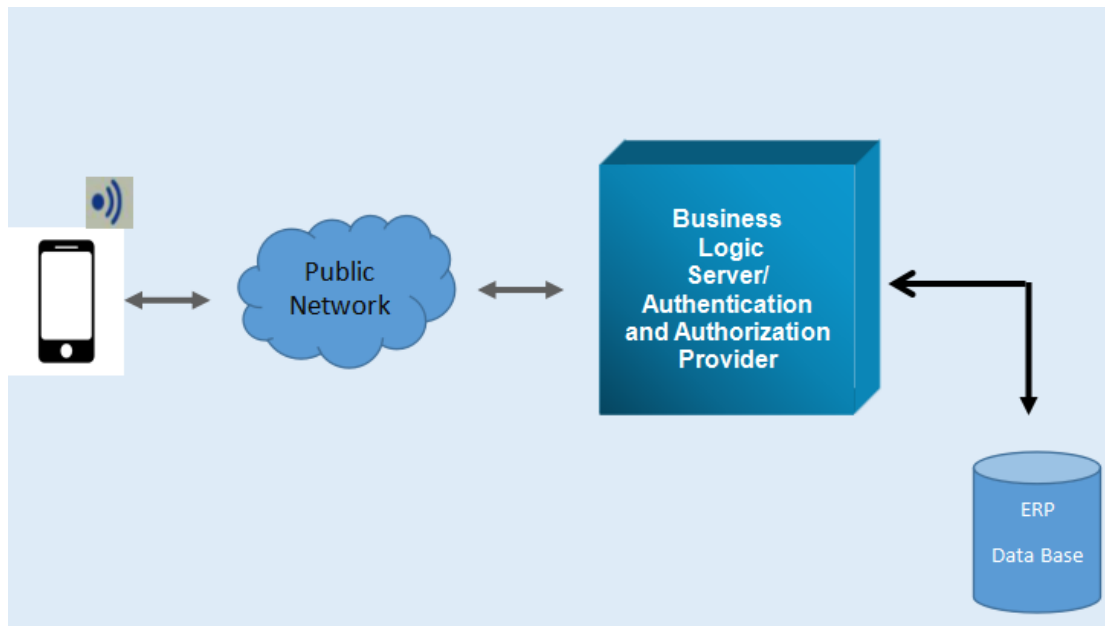 Public
Network
Business
Logic
Server/
Authentication
and Authorization
Provider
ERP
Data Base